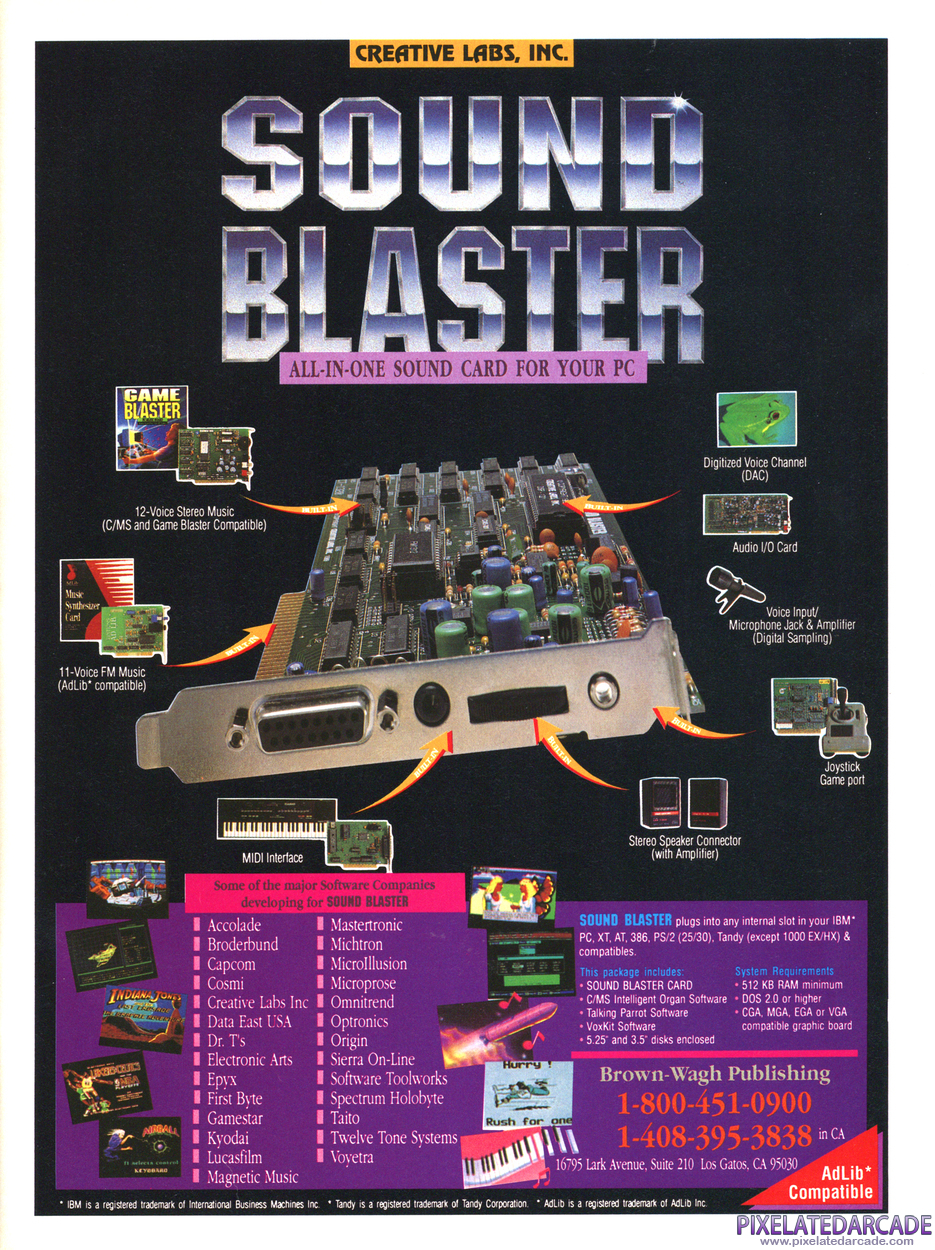 CREATIVE LABS, INC.
SOUND
BLASTER
ALL-IN-ONE SOUND CARD FOR YOUR PC
GAME
BLASTER
12-Voice Stereo Music
(C/MS and Game Blaster Compatible)
BUILT-IN
Music
Synthesizer
Card
11-Voice FM Music
(AdLib* compatible)
BUILT-IN
Digitized Voice Channel
(DAC)
BUILT-IN
Audio I/O Card
Voice Input/
Microphone Jack & Amplifier
(Digital Sampling)
Joystick
Game port
BUILT-IN
MIDI Interface
BUILT-IN
Stereo Speaker Connector
(with Amplifier)
BUILT-IN
Some of the major Software Companies
developing for SOUND BLASTER
Accolade
Broderbund
Capcom
Cosmi
Creative Labs Inc
Data East USA
Dr. T's
Electronic Arts
Epyx
First Byte
Gamestar
Kyodai
Lucasfilm
Magnetic Music
Mastertronic
Michtron
MicroIllusion
Microprose
Omnitrend
Optronics
Origin
Sierra On-Line
Software Toolworks
Spectrum Holobyte
Taito
Twelve Tone Systems
Voyetra
INDIANA JONES
AIRBALL
KEYBOARD
Hurry !
Rush for one
SOUND BLASTER plugs into any internal slot in your IBM*
PC, XT, AT, 386, PS/2 (25/30), Tandy (except 1000 EX/HX) &
compatibles.
This package includes:
• SOUND BLASTER CARD
• C/MS Intelligent Organ Software
• Talking Parrot Software
• VoxKit Software
• 5.25" and 3.5" disks enclosed
System Requirements
• 512 KB RAM minimum
• DOS 2.0 or higher
• CGA, MGA, EGA or VGA
compatible graphic board
Brown-Wagh Publishing
1-800-451-0900
1-408-395-3838 in CA
16795 Lark Avenue, Suite 210 Los Gatos, CA 95030
AdLib*
Compatible
* IBM is a registered trademark of International Business Machines Inc. * Tandy is a registered trademark of Tandy Corporation. * AdLib is a registered trademark of AdLib Inc.
PIXELATEDARCADE
www.pixelatedarcade.com